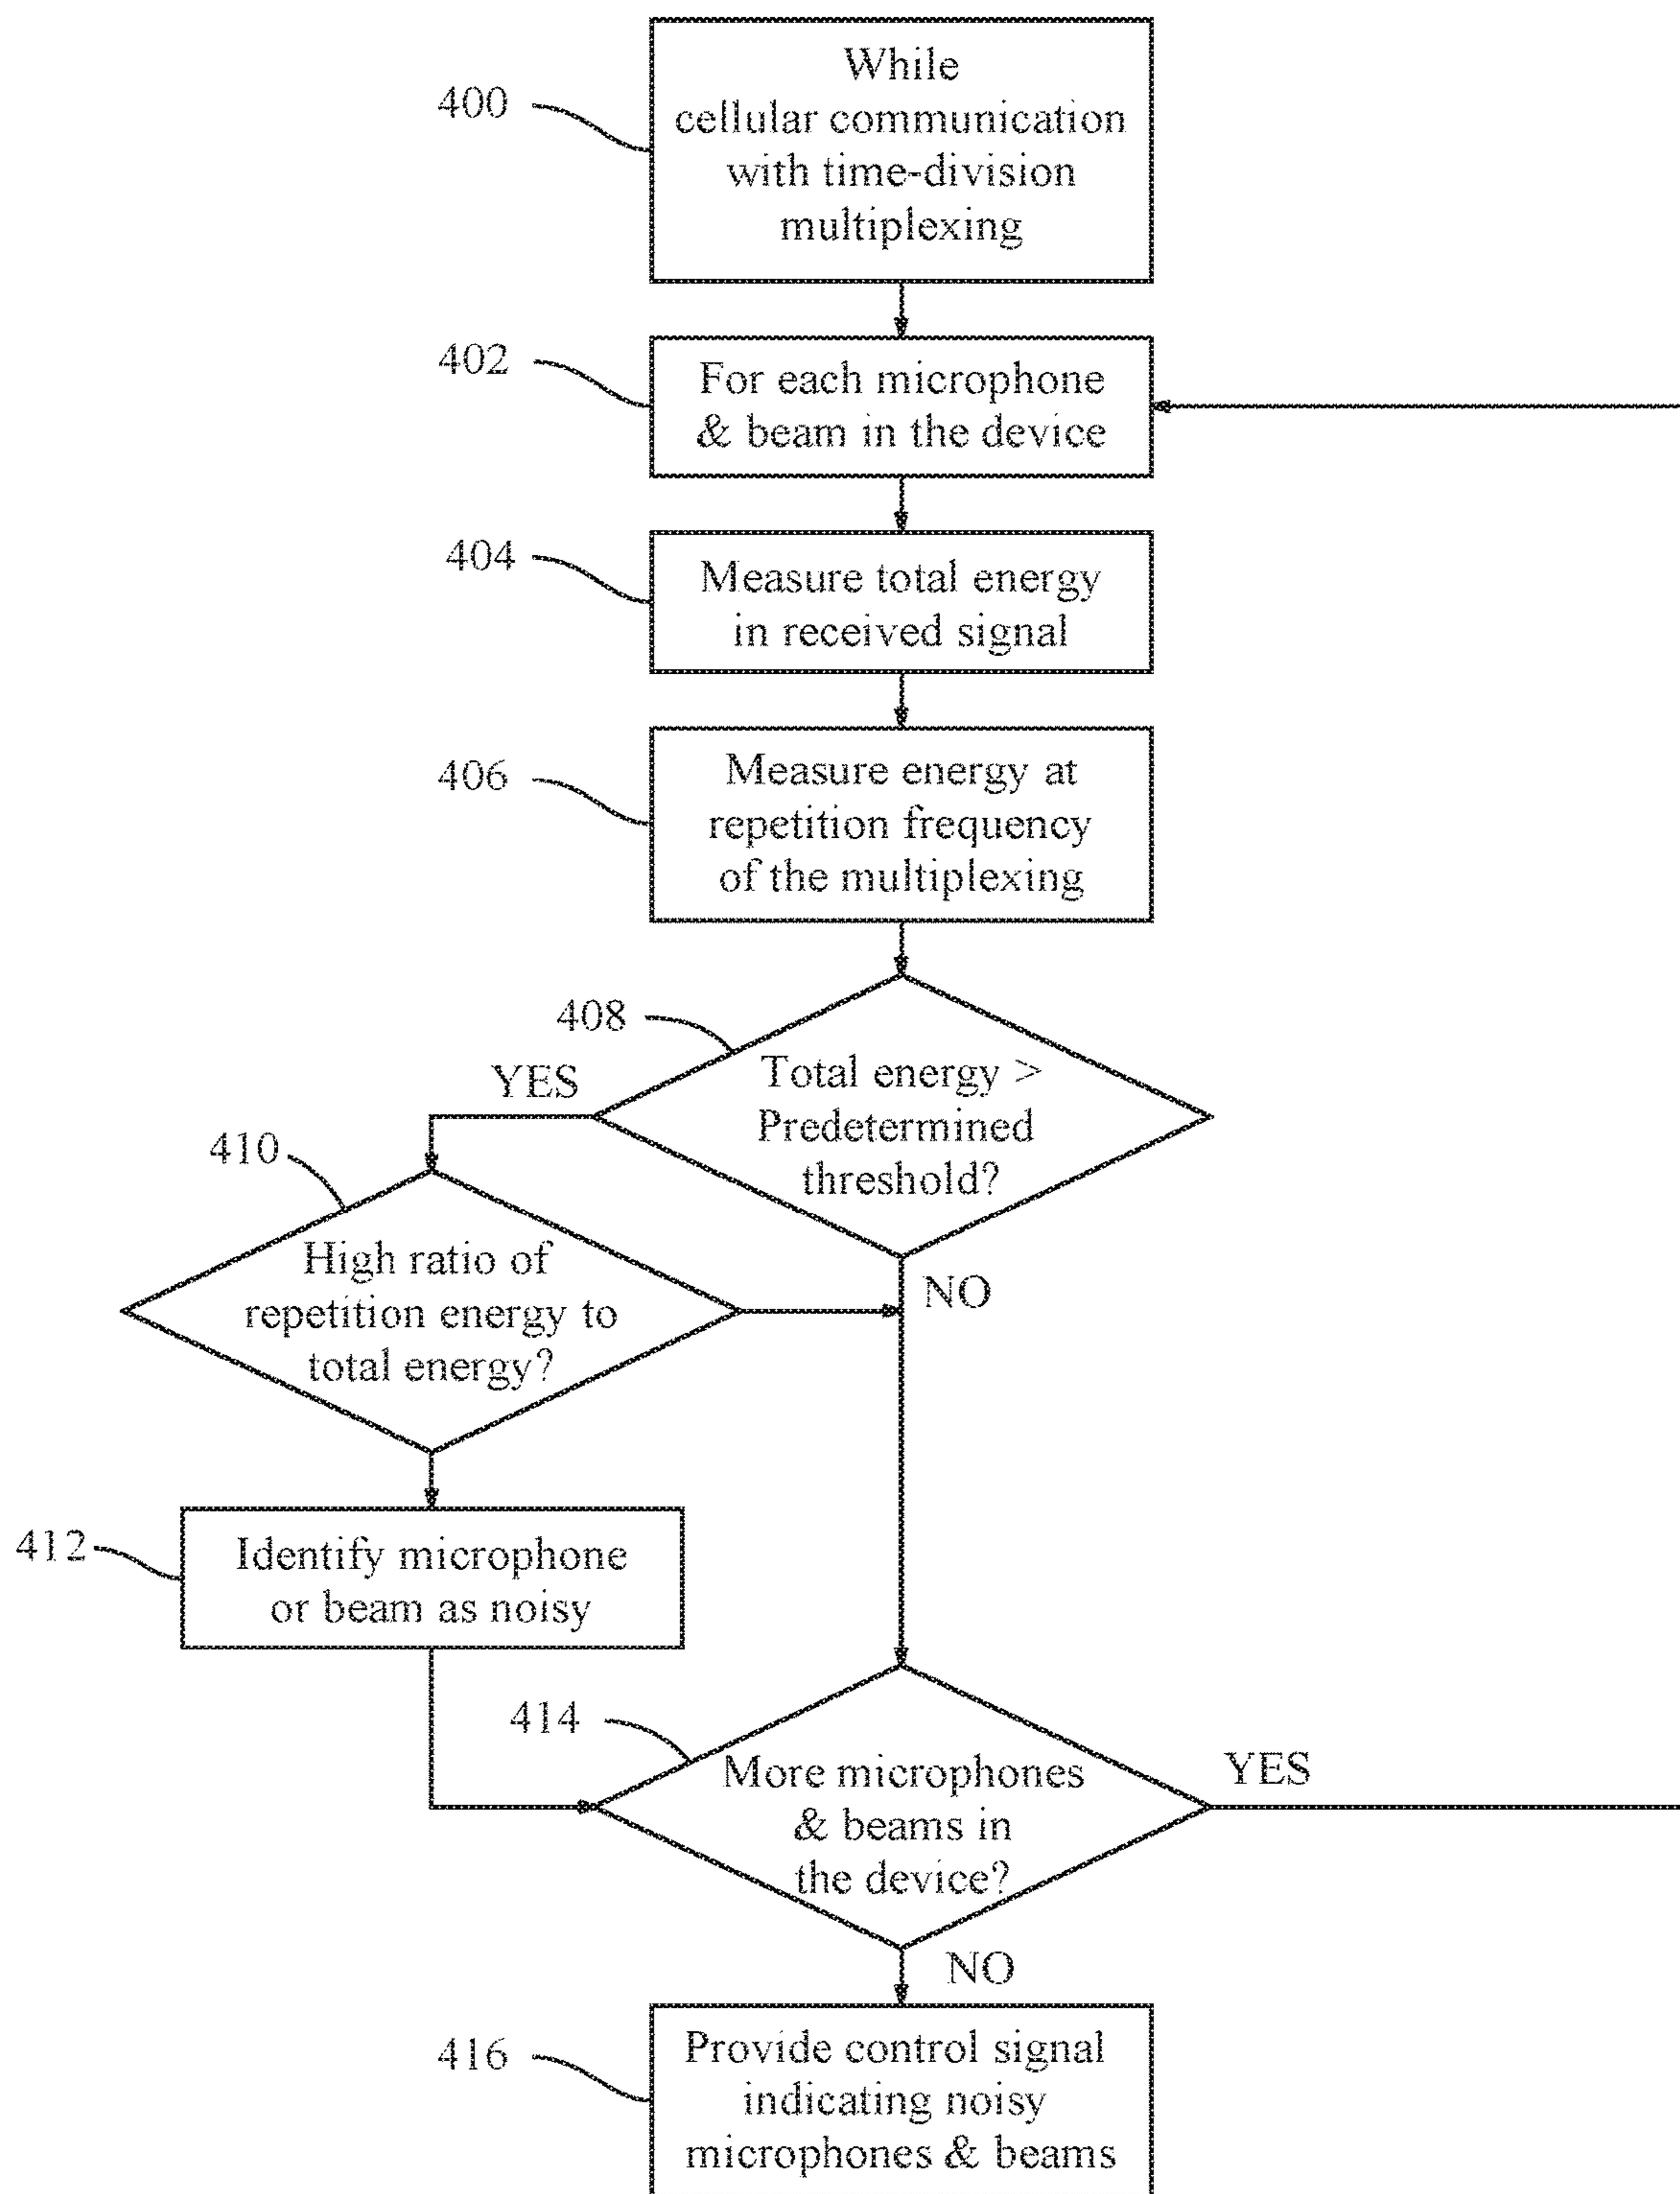 400
While
cellular communication
with time-division
multiplexing
402
For each microphone
& beam in the device
404
Measure total energy
in received signal
406
Measure energy at
repetition frequency
of the multiplexing
408
Total energy >
Predetermined
threshold?
YES
NO
410
High ratio of
repetition energy to
total energy?
412
Identify microphone
or beam as noisy
414
More microphones
& beams in
the device?
YES
NO
416
Provide control signal
indicating noisy
microphones & beams